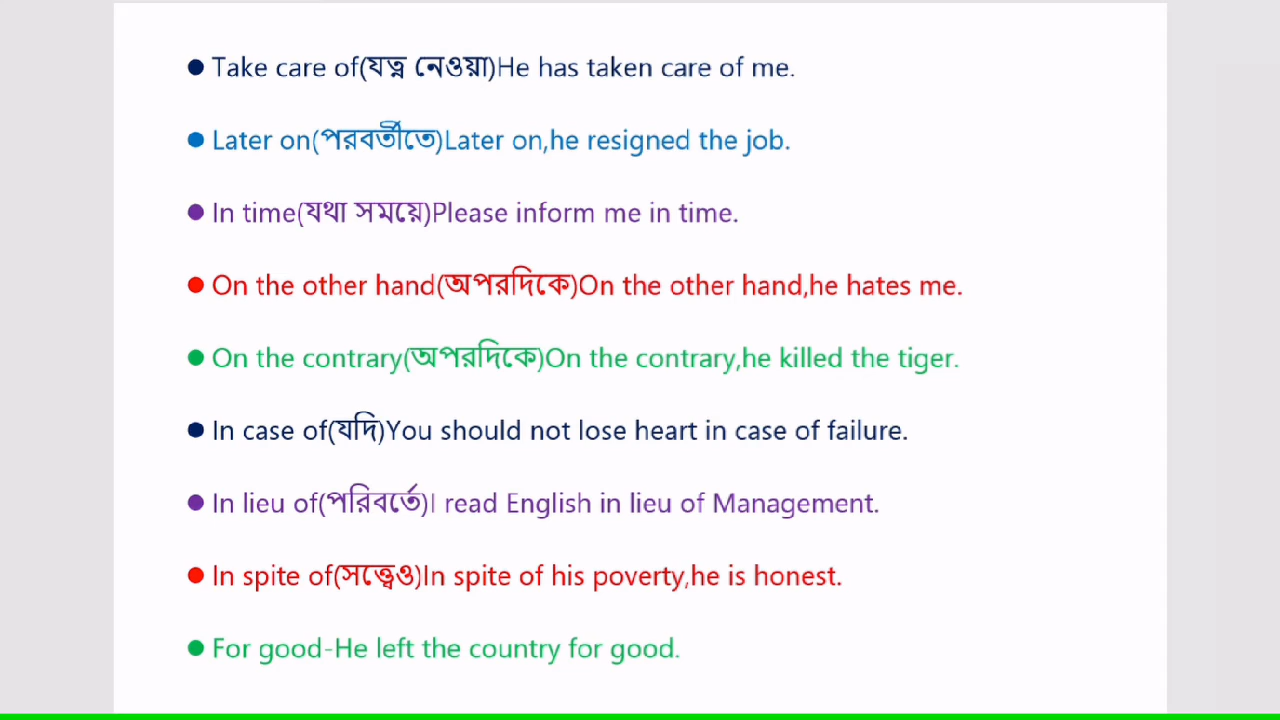 ● Take care of(যত্ন নেওয়া)He has taken care of me.
● Later on(পরবর্তীতে)Later on,he resigned the job.
● In time(যথা সময়ে)Please inform me in time.
● On the other hand(অপরদিকে)On the other hand,he hates me.
● On the contrary(অপরদিকে)On the contrary,he killed the tiger.
● In case of(যদি)You should not lose heart in case of failure.
● In lieu of(পরিবর্তে)I read English in lieu of Management.
● In spite of(সত্ত্বেও)In spite of his poverty,he is honest.
● For good-He left the country for good.